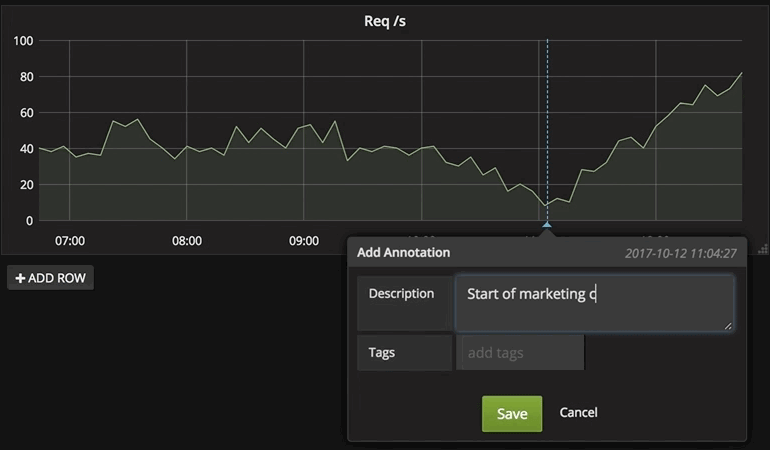 Req /s
100
80
60
40
20
0
07:00 08:00 09:00
Add Annotation 2017-10-12 11:04:27
+ ADD ROW
Description Start of marketing c
Tags add tags
Save Cancel